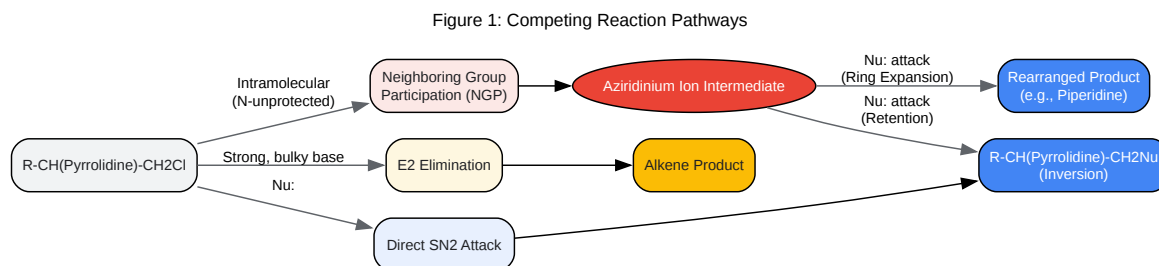 Figure 1: Competing Reaction Pathways
R-CH(Pyrrolidine)-CH2Cl
Intramolecular
(N-unprotected)
Strong, bulky base
Nu:
Neighboring Group
Participation (NGP)
E2 Elimination
Direct SN2 Attack
Aziridinium Ion Intermediate
Alkene Product
Nu: attack
(Ring Expansion)
Nu: attack
(Retention)
Rearranged Product
(e.g., Piperidine)
R-CH(Pyrrolidine)-CH2Nu
(Inversion)